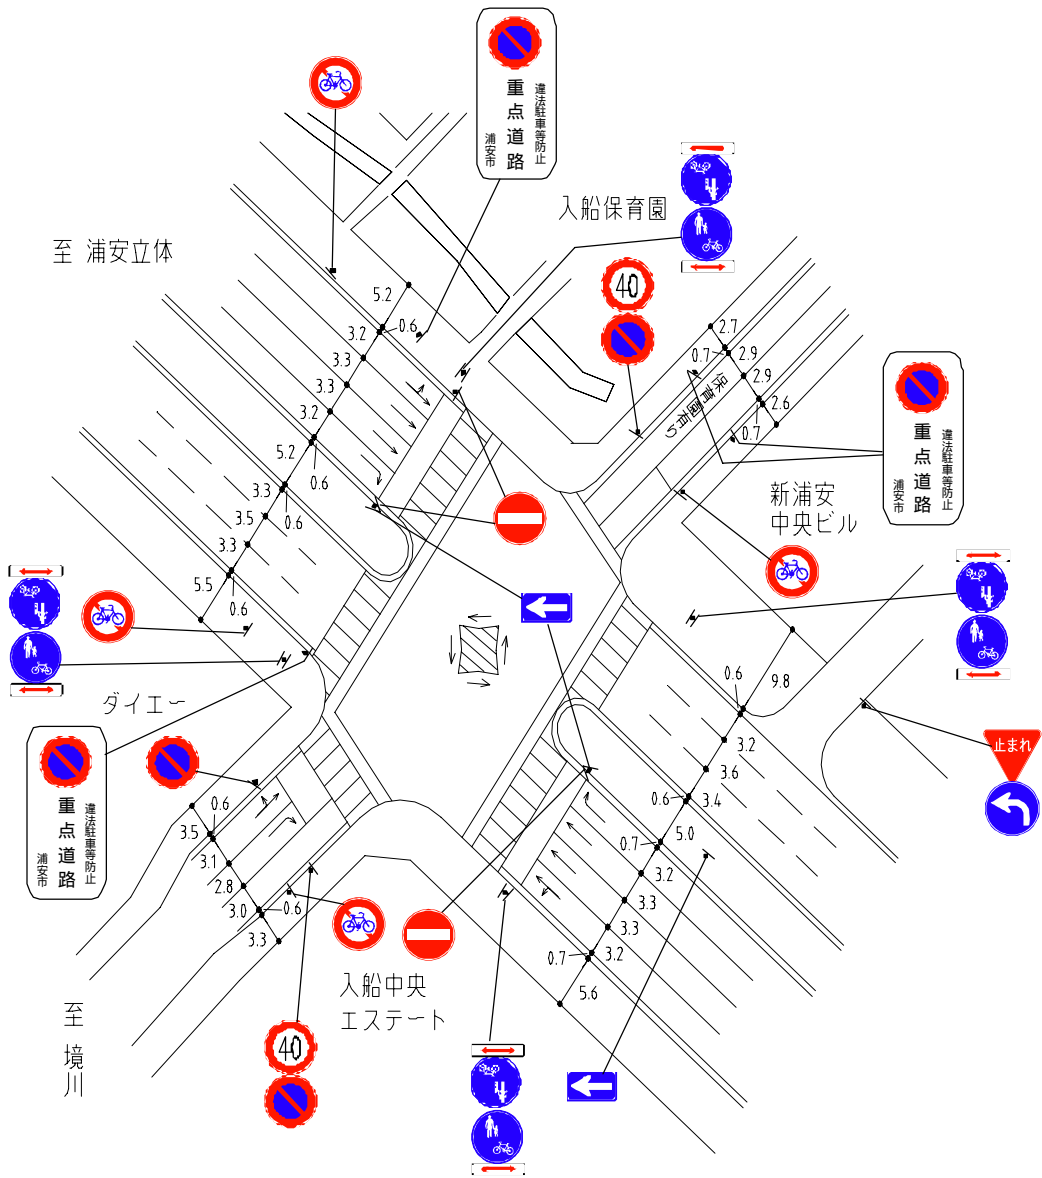 重点道路
違法駐車等防止
浦安市
入船保育園
至 浦安立体
40
5.2
0.6
3.2
3.3
3.3
3.2
5.2
0.6
3.3
0.6
3.5
3.3
5.5
0.6
2.7
0.7
2.9
2.9
2.6
0.7
保育園有り
重点道路
違法駐車等防止
浦安市
新浦安
中央ビル
ダイエー
重点道路
違法駐車等防止
浦安市
0.6
9.8
3.2
3.6
0.6
3.4
5.0
0.7
3.2
3.3
3.3
3.2
0.7
5.6
止まれ
0.6
3.5
3.1
2.8
3.0
0.6
3.3
入船中央
エステート
至 境川
40